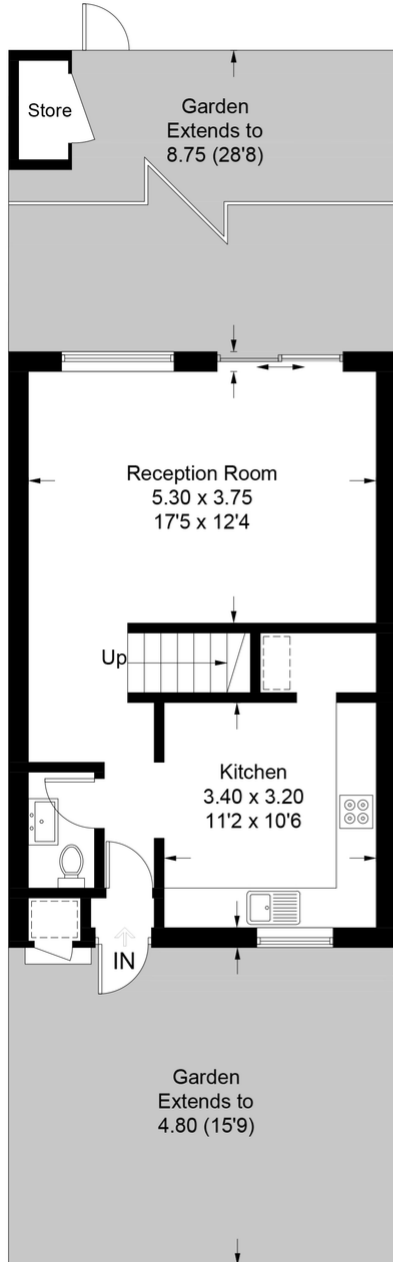 Store
Garden
Extends to
8.75 (28'8)
Reception Room
5.30 x 3.75
17'5 x 12'4
Up
Kitchen
3.40 x 3.20
11'2 x 10'6
IN
Garden
Extends to
4.80 (15'9)